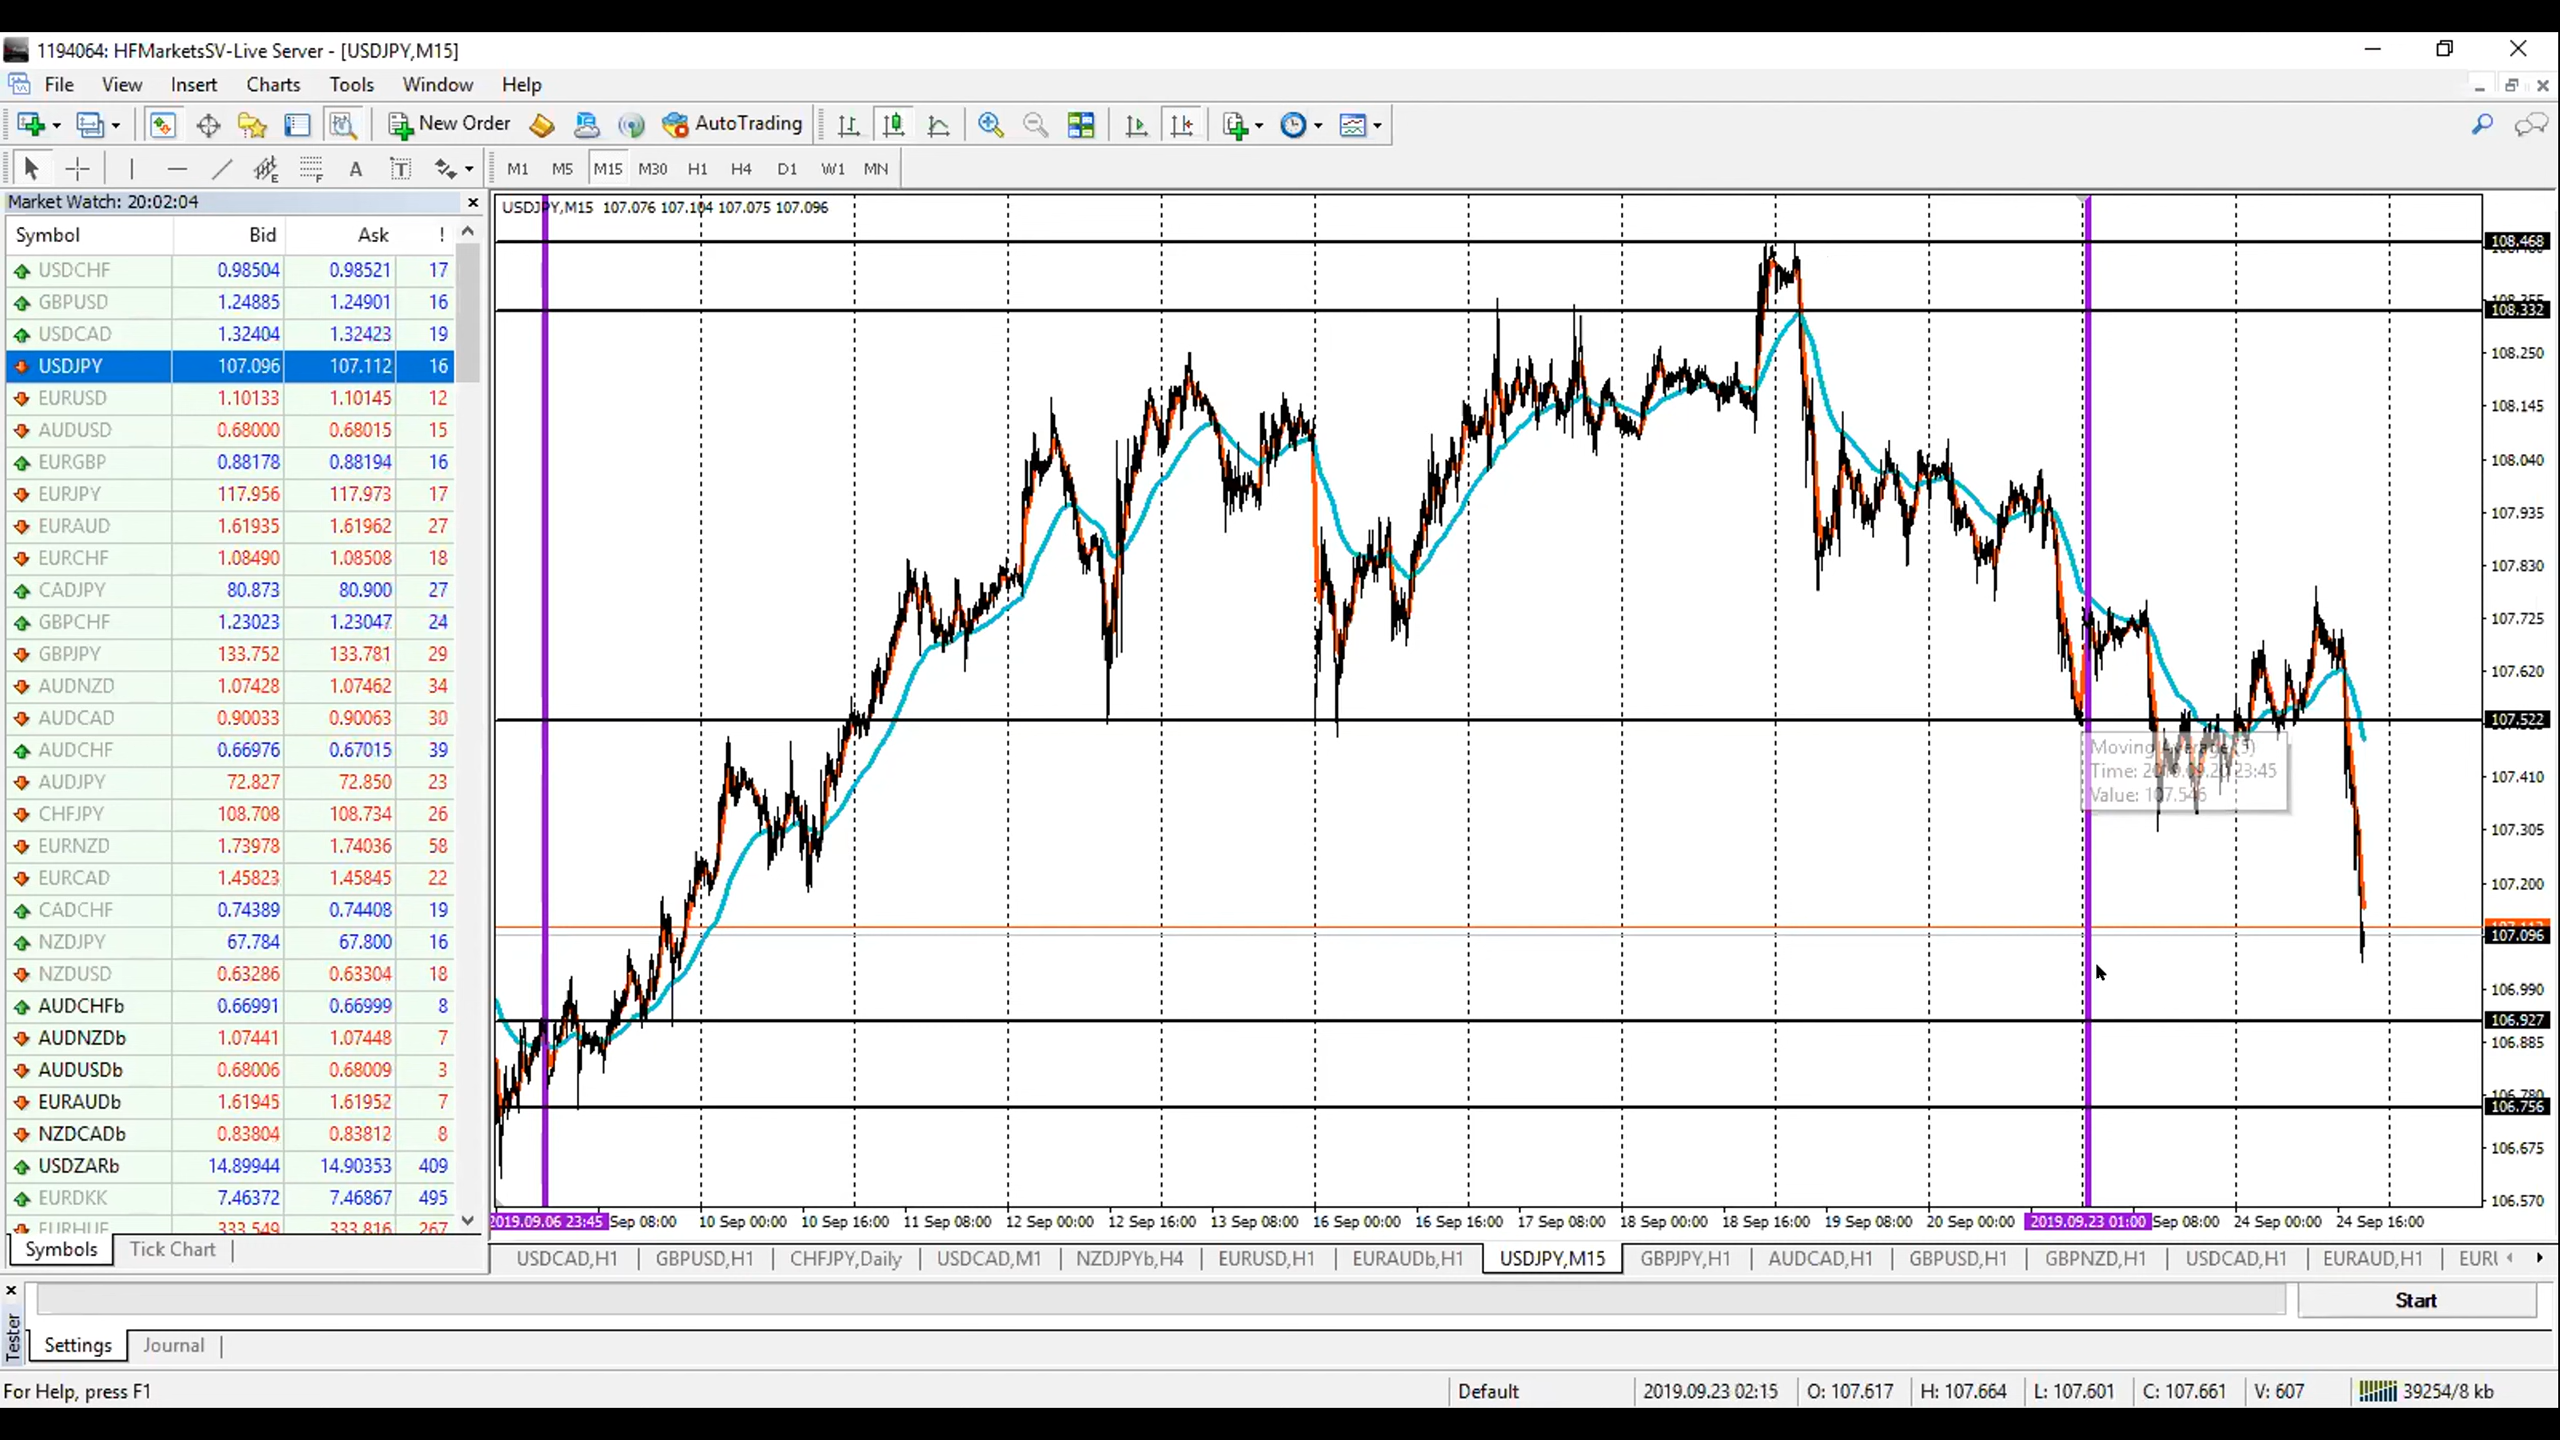 1194064: HFMarketsSV-Live Server - [USDJPY,M15]
File View Insert Charts Tools Window Help
New Order AutoTrading
A T M1 M5 M15 M30 H1 H4 D1 W1 MN
Market Watch: 20:02:04
Symbol Bid Ask !
USDCHF 0.98504 0.98521 17
GBPUSD 1.24885 1.24901 16
USDCAD 1.32404 1.32423 19
USDJPY 107.096 107.112 16
EURUSD 1.10133 1.10145 12
AUDUSD 0.68000 0.68015 15
EURGBP 0.88178 0.88194 16
EURJPY 117.956 117.973 17
EURAUD 1.61935 1.61962 27
EURCHF 1.08490 1.08508 18
CADJPY 80.873 80.900 27
GBPCHF 1.23023 1.23047 24
GBPJPY 133.752 133.781 29
AUDNZD 1.07428 1.07462 34
AUDCAD 0.90033 0.90063 30
AUDCHF 0.66976 0.67015 39
AUDJPY 72.827 72.850 23
CHFJPY 108.708 108.734 26
EURNZD 1.73978 1.74036 58
EURCAD 1.45823 1.45845 22
CADCHF 0.74389 0.74408 19
NZDJPY 67.784 67.800 16
NZDUSD 0.63286 0.63304 18
AUDCHFb 0.66991 0.66999 8
AUDNZDb 1.07441 1.07448 7
AUDUSDb 0.68006 0.68009 3
EURAUDb 1.61945 1.61952 7
NZDCADb 0.83804 0.83812 8
USDZARb 14.89944 14.90353 409
EURDKK 7.46372 7.46867 495
EURHUF 333.549 333.816 267
Symbols Tick Chart
USDJPY,M15 107.076 107.104 107.075 107.096
108.468
108.332
108.250
108.145
108.040
107.935
107.830
107.725
107.620
107.522
107.410
107.305
107.200
107.096
106.990
106.927
106.885
106.756
106.675
106.570
Moving Average(5)
Time: 2019.09.20 23:45
Value: 107.546
2019.09.06 23:45 Sep 08:00 10 Sep 00:00 10 Sep 16:00 11 Sep 08:00 12 Sep 00:00 12 Sep 16:00 13 Sep 08:00 16 Sep 00:00 16 Sep 16:00 17 Sep 08:00 18 Sep 00:00 18 Sep 16:00 19 Sep 08:00 20 Sep 00:00 2019.09.23 01:00 Sep 08:00 24 Sep 00:00 24 Sep 16:00
USDCAD,H1 GBPUSD,H1 CHFJPY,Daily USDCAD,M1 NZDJPYb,H4 EURUSD,H1 EURAUDb,H1 USDJPY,M15 GBPJPY,H1 AUDCAD,H1 GBPUSD,H1 GBPNZD,H1 USDCAD,H1 EURAUD,H1
Start
Tester
Settings Journal
For Help, press F1 Default 2019.09.23 02:15 O: 107.617 H: 107.664 L: 107.601 C: 107.661 V: 607 39254/8 kb